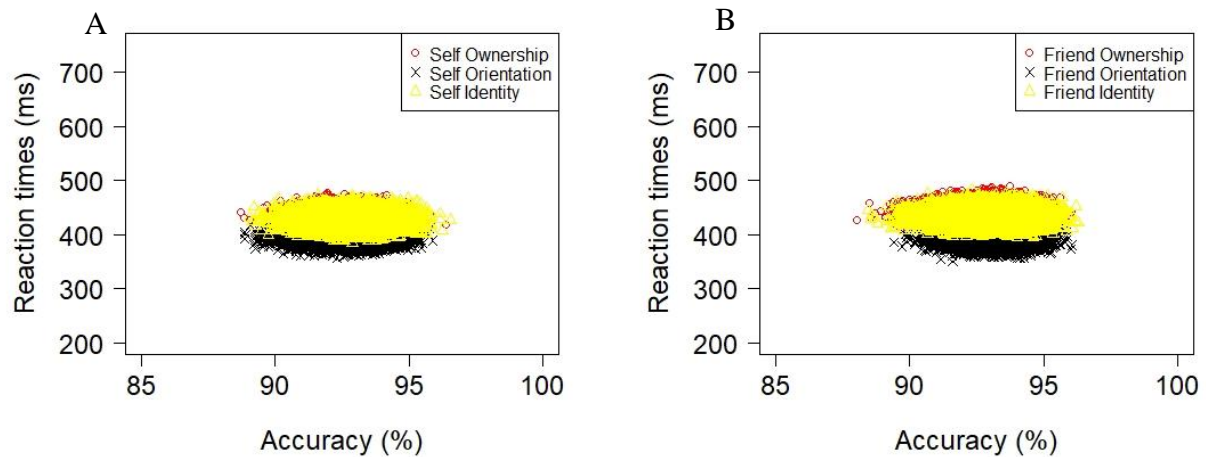 A
Reaction times (ms)
700
600
500
400
300
200
85 90 95 100
Accuracy (%)
Self Ownership
Self Orientation
Self Identity
B
Reaction times (ms)
700
600
500
400
300
200
85 90 95 100
Accuracy (%)
Friend Ownership
Friend Orientation
Friend Identity